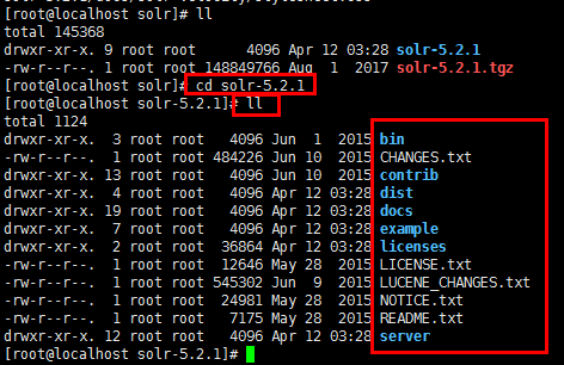 [root@localhost solr]# ll
total 145368
drwxr-xr-x. 9 root root 4096 Apr 12 03:28 solr-5.2.1
-rw-r--r--. 1 root root 148849766 Aug 1 2017 solr-5.2.1.tgz
[root@localhost solr]# cd solr-5.2.1
[root@localhost solr-5.2.1]# ll
total 1124
drwxr-xr-x. 3 root root 4096 Jun 1 2015 bin
-rw-r--r--. 1 root root 484226 Jun 10 2015 CHANGES.txt
drwxr-xr-x. 13 root root 4096 Jun 10 2015 contrib
drwxr-xr-x. 4 root root 4096 Apr 12 03:28 dist
drwxr-xr-x. 19 root root 4096 Apr 12 03:28 docs
drwxr-xr-x. 7 root root 4096 Apr 12 03:28 example
drwxr-xr-x. 2 root root 36864 Apr 12 03:28 licenses
-rw-r--r--. 1 root root 12646 May 28 2015 LICENSE.txt
-rw-r--r--. 1 root root 545302 Jun 9 2015 LUCENE_CHANGES.txt
-rw-r--r--. 1 root root 24981 May 28 2015 NOTICE.txt
-rw-r--r--. 1 root root 7175 May 28 2015 README.txt
drwxr-xr-x. 12 root root 4096 Apr 12 03:28 server
[root@localhost solr-5.2.1]#